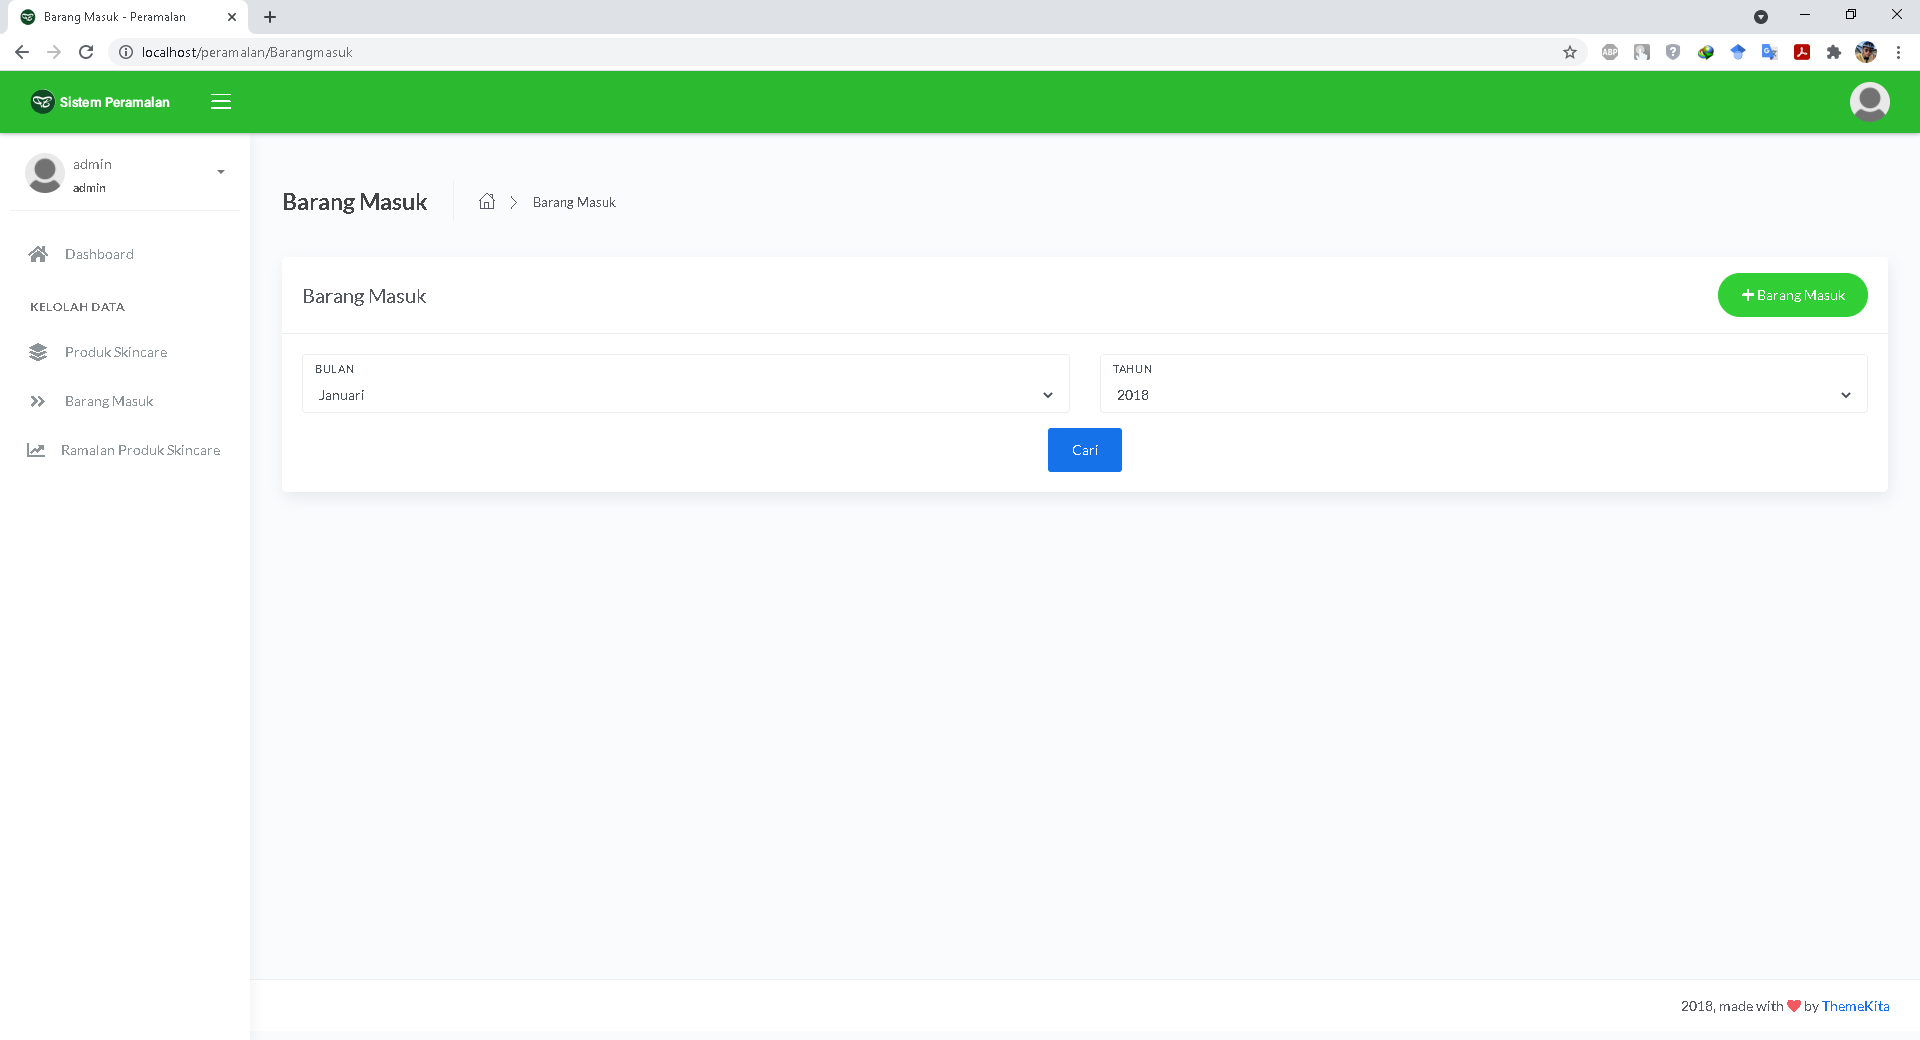 Barang Masuk - Peramalan
localhost/peramalan/Barangmasuk
ABP
Sistem Peramalan
admin
admin
Dashboard
KELOLAH DATA
Produk Skincare
Barang Masuk
Ramalan Produk Skincare
Barang Masuk
Barang Masuk
Barang Masuk
Barang Masuk
BULAN
Januari
TAHUN
2018
Cari
2018, made with ❤ by ThemeKita